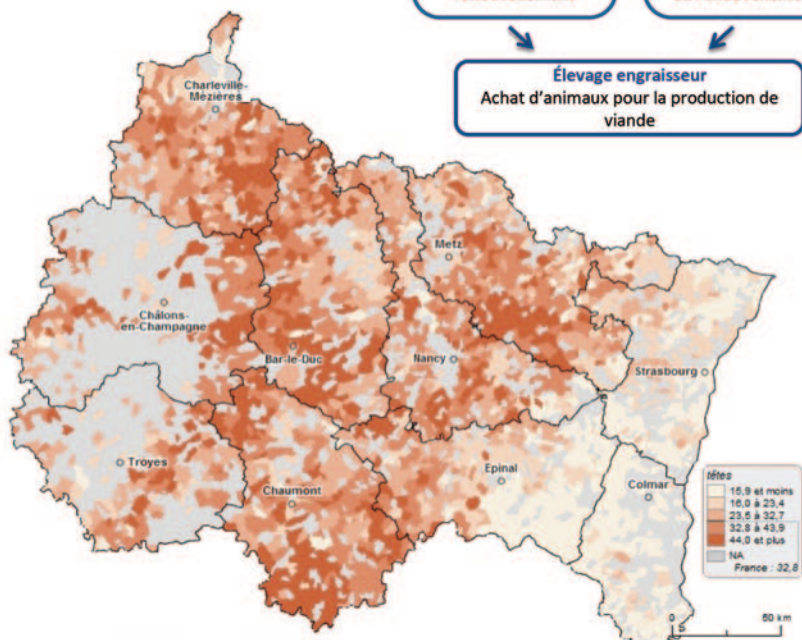 Élevage engraisseur
Achat d'animaux pour la production de
viande
Charleville-
Mézières
Metz
Châlons-
en-Champagne
Bar-le-Duc
Nancy
Strasbourg
Troyes
Epinal
Chaumont
Colmar
têtes
15,9 et moins
16,0 à 23,4
23,5 à 32,7
32,8 à 43,9
44,0 et plus
NA
France : 32,8
0
50 km